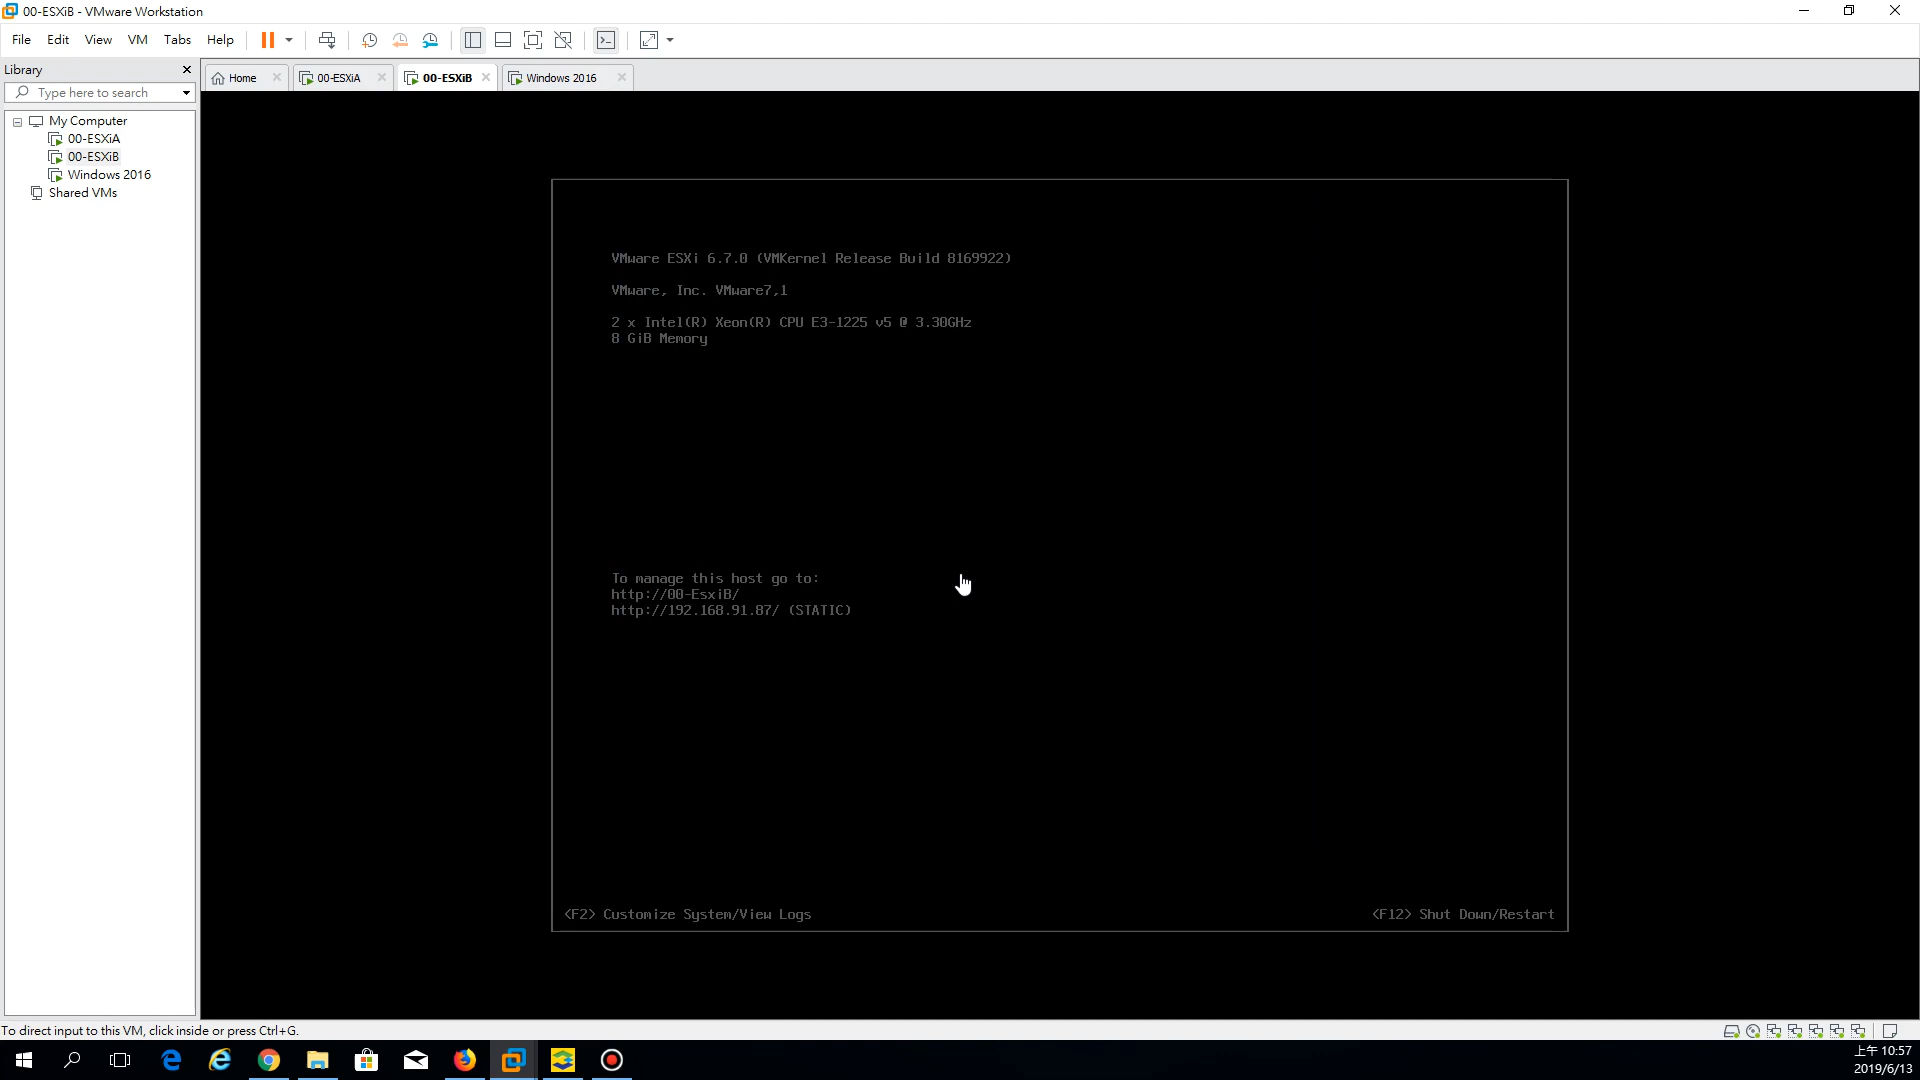 00-ESXiB - VMware Workstation
File Edit View VM Tabs Help
Library
Type here to search
My Computer
00-ESXiA
00-ESXiB
Windows 2016
Shared VMs
Home 00-ESXiA 00-ESXiB Windows 2016
VMware ESXi 6.7.0 (VMKernel Release Build 8169922)
VMware, Inc. VMware7,1
2 x Intel(R) Xeon(R) CPU E3-1225 v5 @ 3.30GHz
8 GiB Memory
To manage this host go to:
http://00-EsxiB/
http://192.168.91.87/ (STATIC)
<F2> Customize System/View Logs
<F12> Shut Down/Restart
To direct input to this VM, click inside or press Ctrl+G.
上午 10:57
2019/6/13